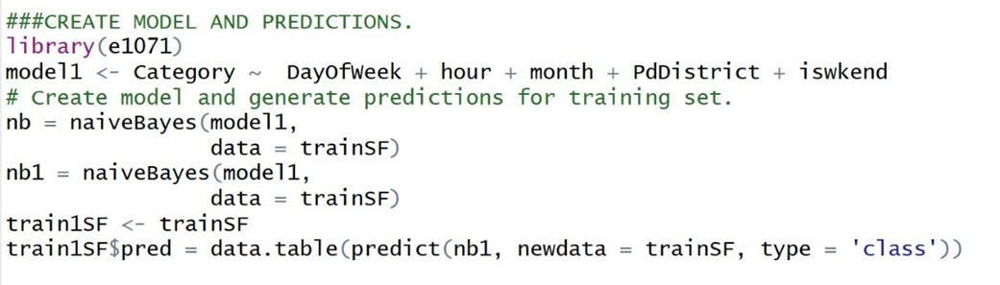 ###CREATE MODEL AND PREDICTIONS.
library(e1071)
model1 <- Category ~  DayOfWeek + hour + month + PdDistrict + iswkend
# Create model and generate predictions for training set.
nb = naiveBayes(model1,
                data = trainSF)
nb1 = naiveBayes(model1,
                data = trainSF)
train1SF <- trainSF
train1SF$pred = data.table(predict(nb1, newdata = trainSF, type = 'class'))